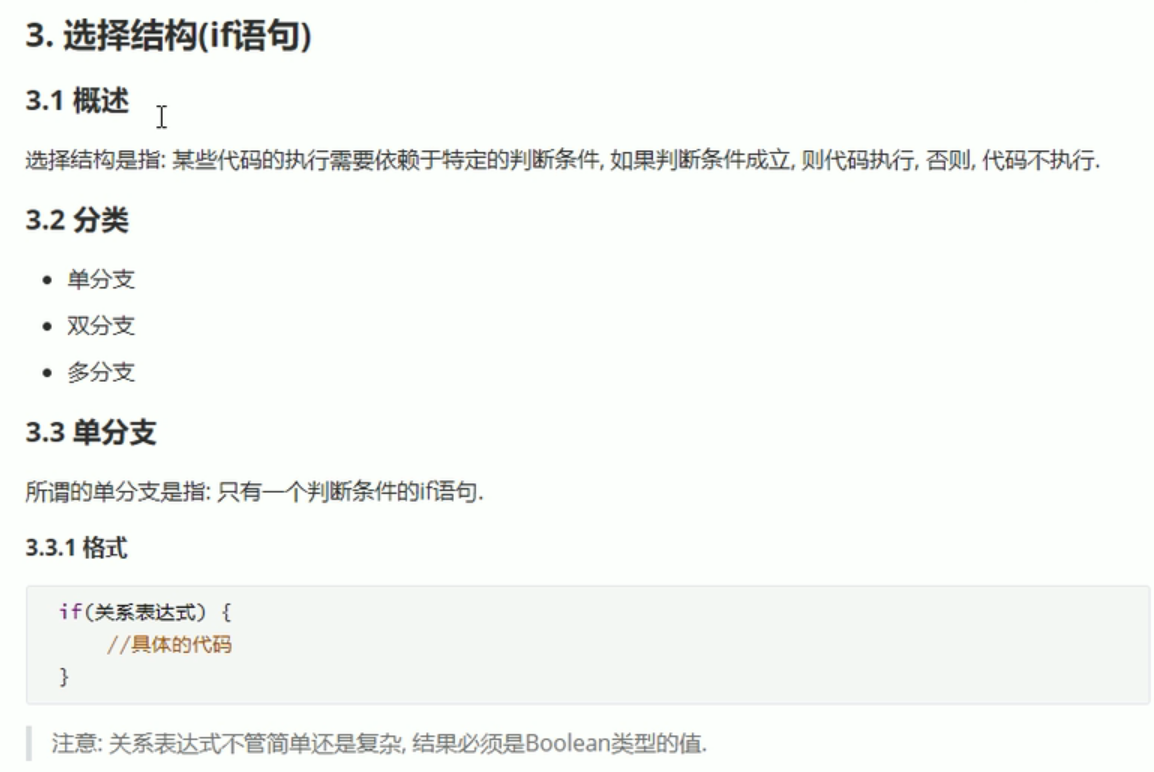 3. 选择结构(if语句)
3.1 概述
选择结构是指: 某些代码的执行需要依赖于特定的判断条件, 如果判断条件成立, 则代码执行, 否则, 代码不执行.
3.2 分类
• 单分支
• 双分支
• 多分支
3.3 单分支
所谓的单分支是指: 只有一个判断条件的if语句.
3.3.1 格式
if(关系表达式) {
//具体的代码
}
注意: 关系表达式不管简单还是复杂, 结果必须是Boolean类型的值.